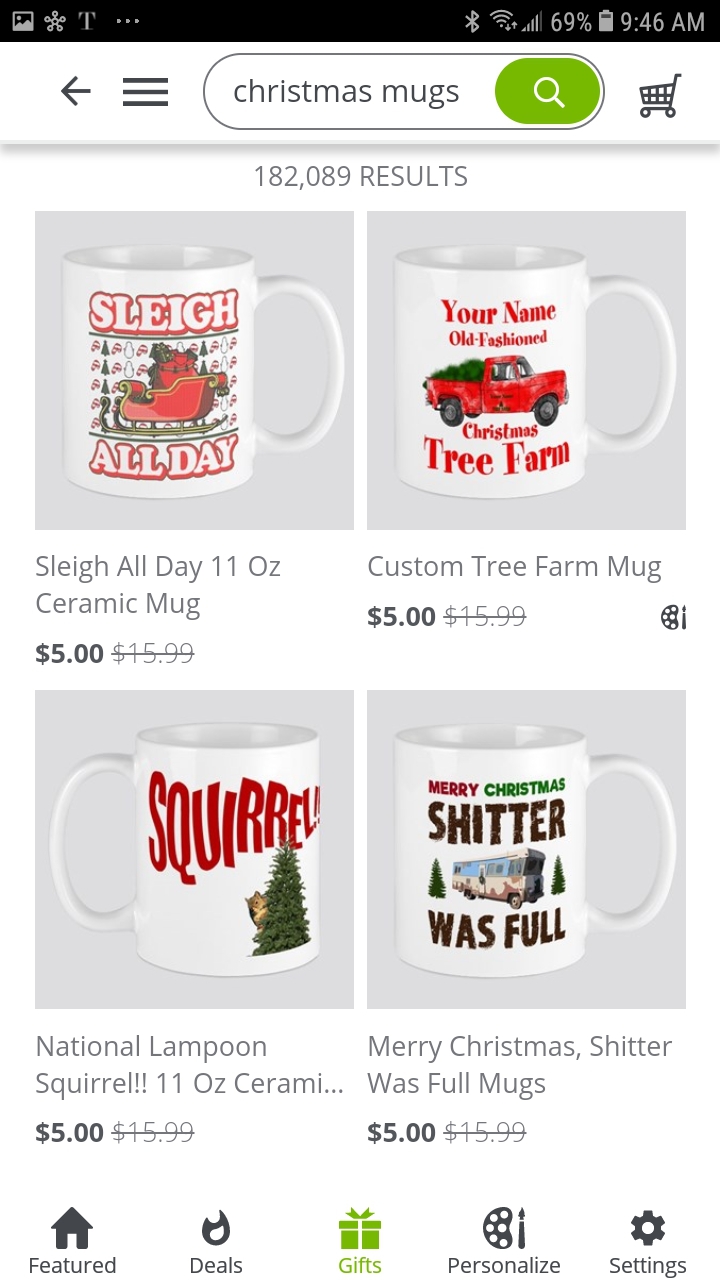 T ... 69% 9:46 AM
christmas mugs
182,089 RESULTS
SLEIGH
ALL DAY
Your Name
Old-Fashioned
Christmas
Tree Farm
Sleigh All Day 11 Oz
Ceramic Mug
$5.00 $15.99
Custom Tree Farm Mug
$5.00 $15.99
SQUIRREL!!
MERRY CHRISTMAS
SHITTER
WAS FULL
National Lampoon
Squirrel!! 11 Oz Cerami...
$5.00 $15.99
Merry Christmas, Shitter
Was Full Mugs
$5.00 $15.99
Featured Deals Gifts Personalize Settings